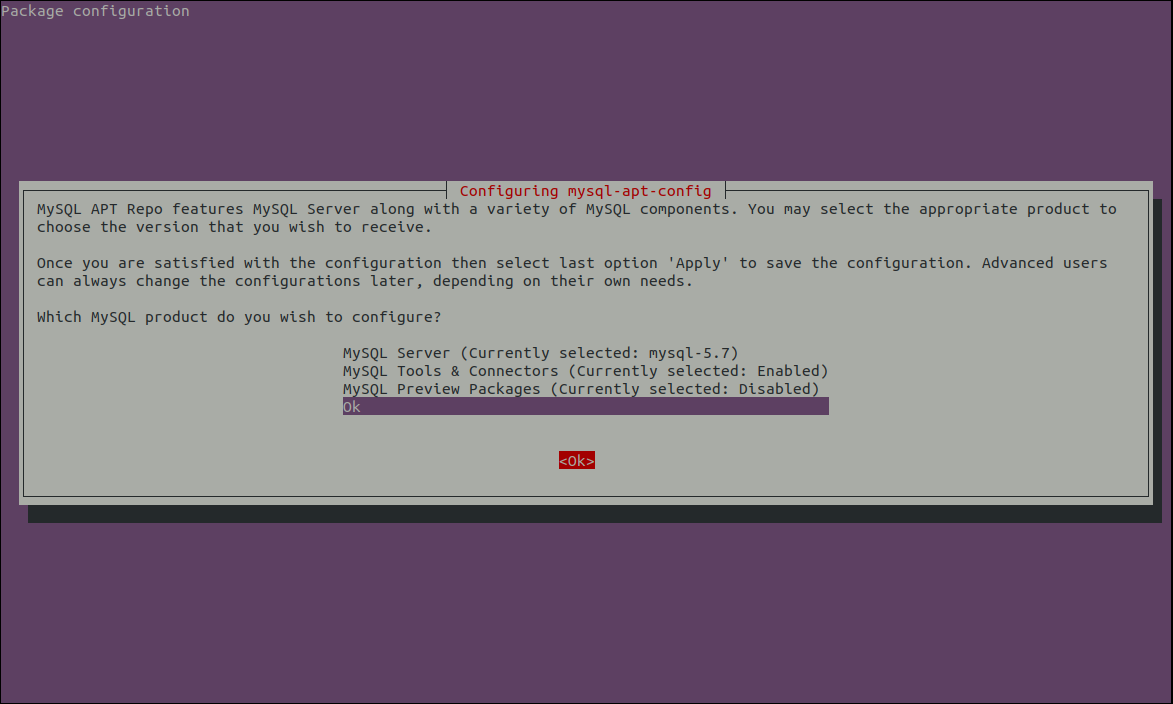 Package configuration
Configuring mysql-apt-config
MySQL APT Repo features MySQL Server along with a variety of MySQL components. You may select the appropriate product to
choose the version that you wish to receive.
Once you are satisfied with the configuration then select last option 'Apply' to save the configuration. Advanced users
can always change the configurations later, depending on their own needs.
Which MySQL product do you wish to configure?
MySQL Server (Currently selected: mysql-5.7)
MySQL Tools & Connectors (Currently selected: Enabled)
MySQL Preview Packages (Currently selected: Disabled)
Ok
<Ok>